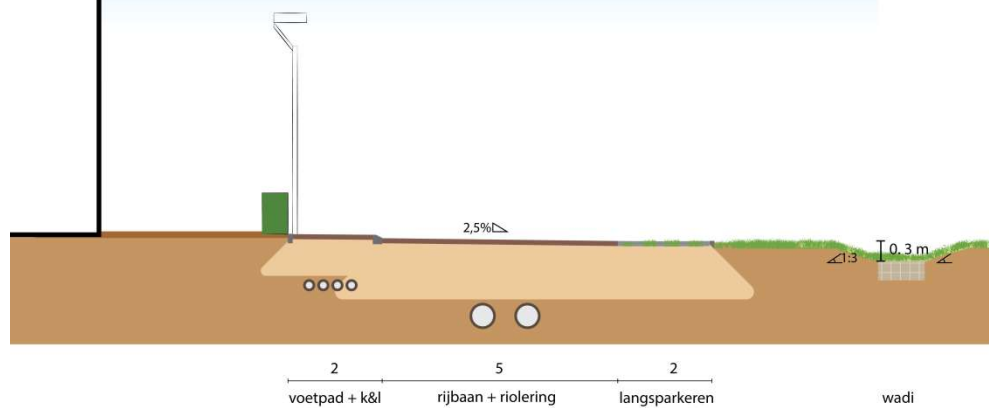 2,5%
0. 3 m
1:3
2 5 2
voetpad + k&l rijbaan + riolering langsparkeren wadi